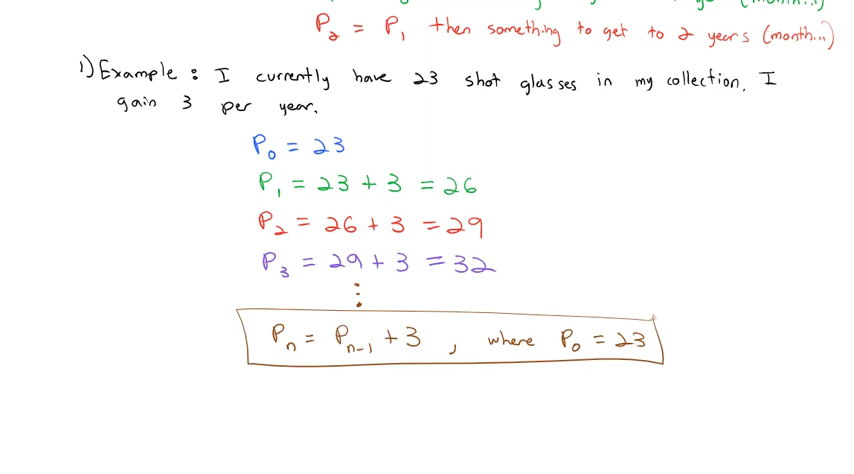 (month...)
P₂ = P₁ then something to get to 2 years (month...)
1) Example: I currently have 23 shot glasses in my collection. I
gain 3 per year.
P₀ = 23
P₁ = 23 + 3 = 26
P₂ = 26 + 3 = 29
P₃ = 29 + 3 = 32
⋮
Pₙ = Pₙ₋₁ + 3 , where P₀ = 23